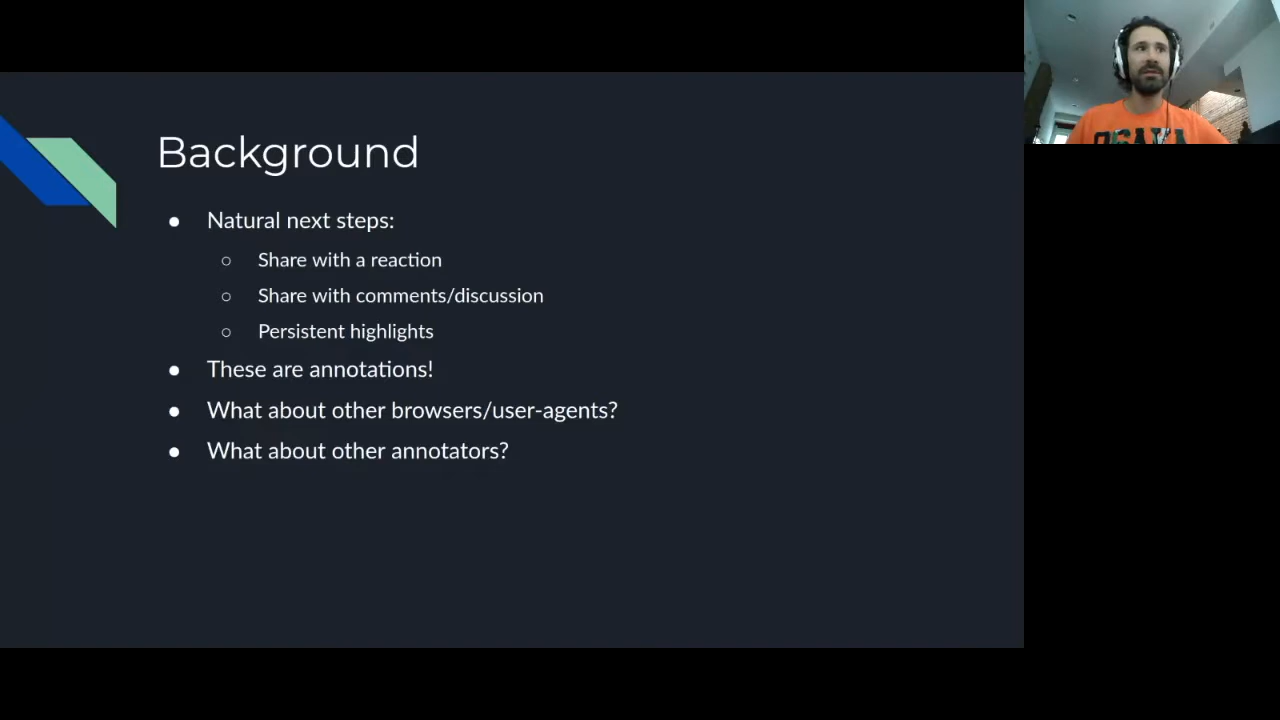 Background
● Natural next steps:
○ Share with a reaction
○ Share with comments/discussion
○ Persistent highlights
● These are annotations!
● What about other browsers/user-agents?
● What about other annotators?
OSAKA